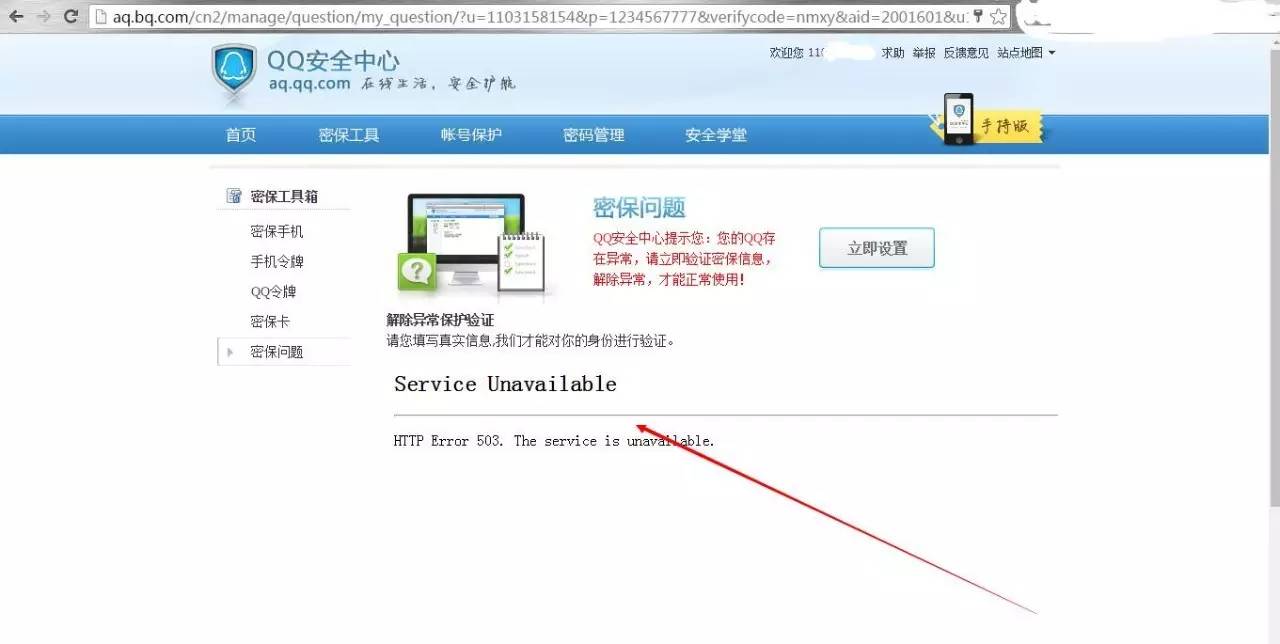 aq.bq.com/cn2/manage/question/my_question/?u=1103158154&p=1234567777&verifycode=nmxy&aid=2001601&u1
QQ安全中心
aq.qq.com 在线生活，安全护航
欢迎您 110 求助 举报 反馈意见 站点地图
首页 密保工具 帐号保护 密码管理 安全学堂 手持版
密保工具箱
密保手机
手机令牌
QQ令牌
密保卡
密保问题
密保问题
QQ安全中心提示您：您的QQ存
在异常，请立即验证密保信息，
解除异常，才能正常使用！
立即设置
解除异常保护验证
请您填写真实信息,我们才能对你的身份进行验证。
Service Unavailable
HTTP Error 503. The service is unavailable.